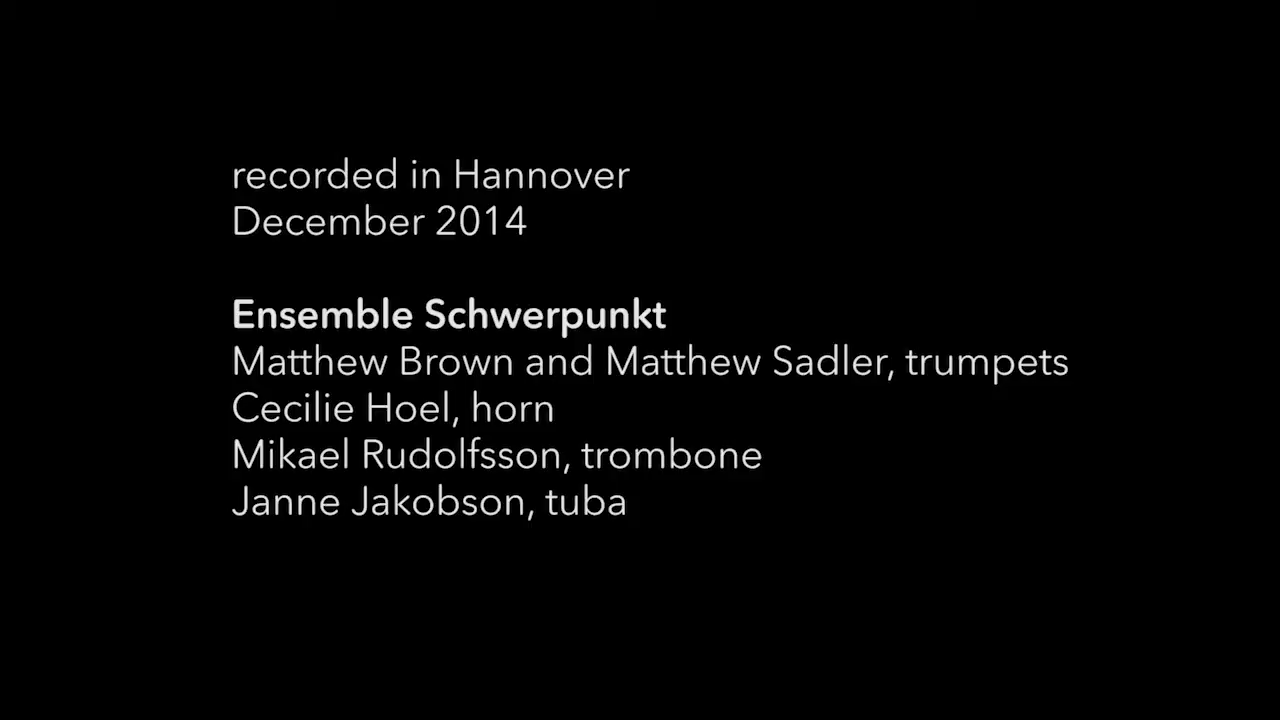 recorded in Hannover
December 2014
Ensemble Schwerpunkt
Matthew Brown and Matthew Sadler, trumpets
Cecilie Hoel, horn
Mikael Rudolfsson, trombone
Janne Jakobson, tuba